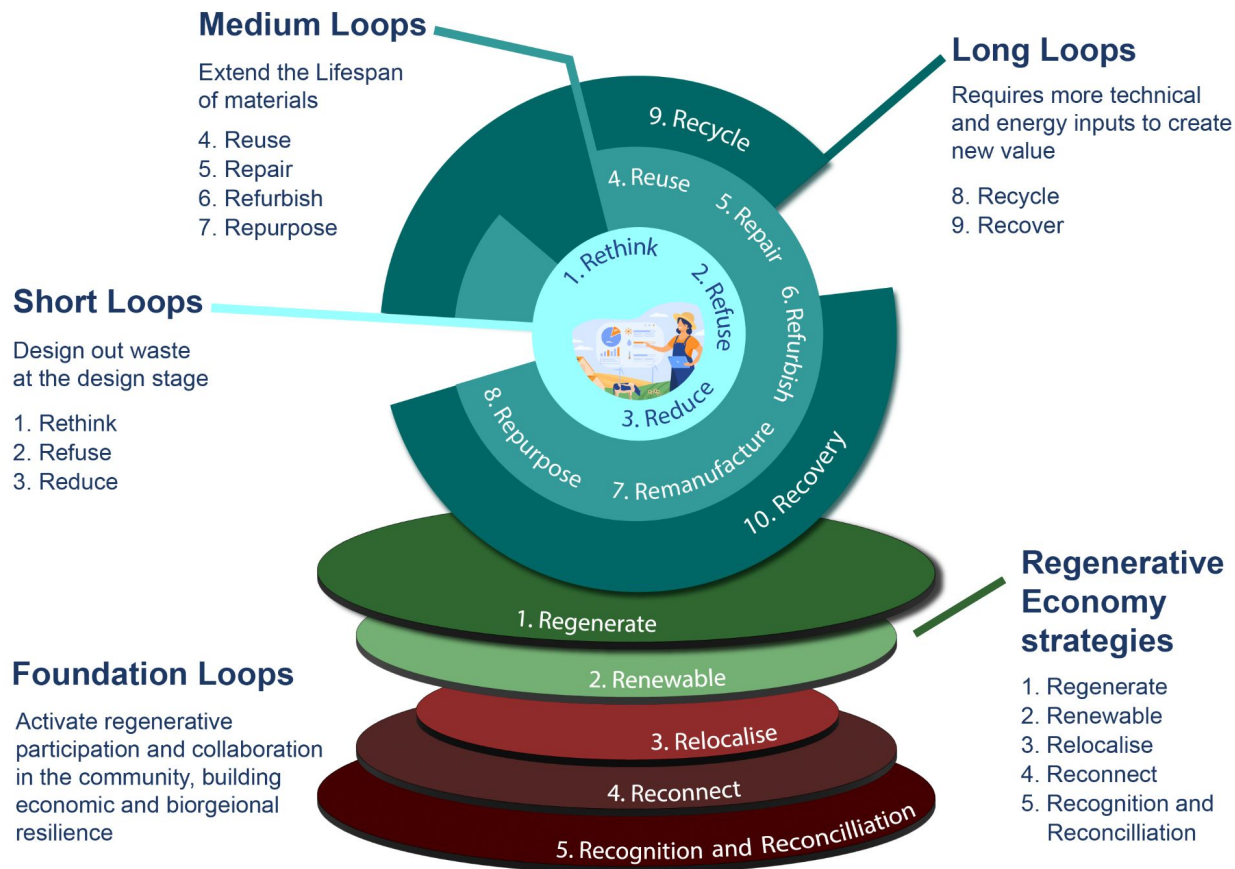 Medium Loops
Extend the Lifespan
of materials
4. Reuse
5. Repair
6. Refurbish
7. Repurpose
Long Loops
Requires more technical
and energy inputs to create
new value
8. Recycle
9. Recover
Short Loops
Design out waste
at the design stage
1. Rethink
2. Refuse
3. Reduce
9. Recycle
4. Reuse
5. Repair
1. Rethink
2. Refuse
6. Refurbish
3. Reduce
8. Repurpose
7. Remanufacture
10. Recovery
1. Regenerate
2. Renewable
3. Relocalise
4. Reconnect
5. Recognition and Reconcilliation
Foundation Loops
Activate regenerative
participation and collaboration
in the community, building
economic and biorgeional
resilience
Regenerative
Economy
strategies
1. Regenerate
2. Renewable
3. Relocalise
4. Reconnect
5. Recognition and
Reconcilliation